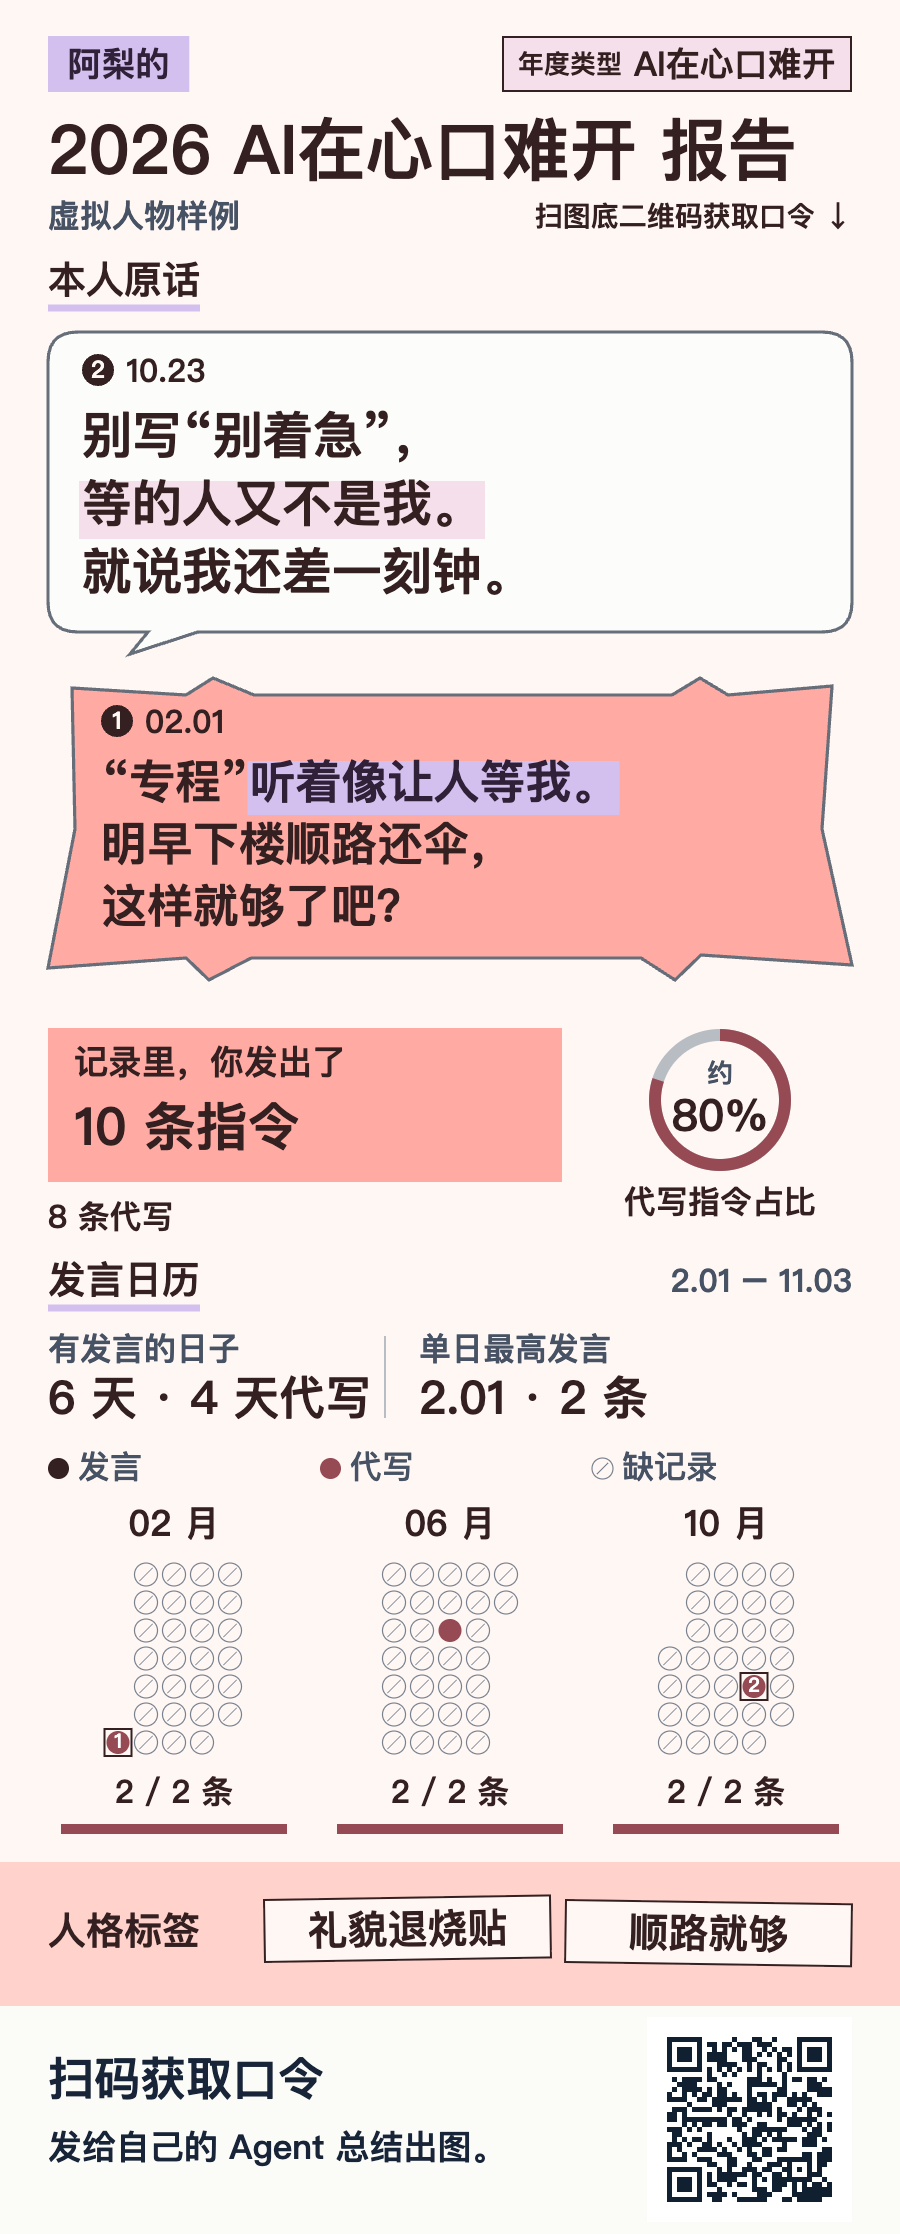 阿梨的
年度类型 AI在心口难开
2026 AI在心口难开 报告
虚拟人物样例
扫图底二维码获取口令 ↓
本人原话
2 10.23
别写“别着急”，
等的人又不是我。
就说我还差一刻钟。
1 02.01
“专程”听着像让人等我。
明早下楼顺路还伞，
这样就够了吧？
记录里，你发出了
10 条指令
约
80%
代写指令占比
8 条代写
发言日历
2.01 — 11.03
有发言的日子
6 天 · 4 天代写
单日最高发言
2.01 · 2 条
发言
代写
缺记录
02 月
06 月
10 月
2
1
2 / 2 条
2 / 2 条
2 / 2 条
人格标签
礼貌退烧贴
顺路就够
扫码获取口令
发给自己的 Agent 总结出图。